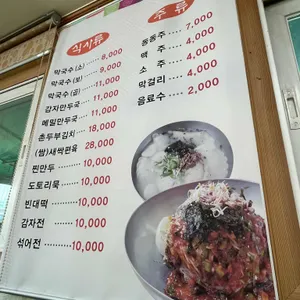 식사류
막국수 (소) ········ 8,000
막국수 (보) ········ 9,000
막국수 (곱) ········ 11,000
감자만두국 ········ 11,000
메밀만두국 ········ 11,000
촌두부김치 ········ 18,000
(쌈)새싹편육 28,000
찐만두 ········ 10,000
도토리묵 ······ 10,000
빈대떡 ········ 10,000
감자전 ······ 10,000
섞어전 ········ 10,000
주류
동동주 ······ 7,000
맥 주 ······ 4,000
소 주 ······ 4,000
막걸리 ······ 4,000
음료수 ······ 2,000